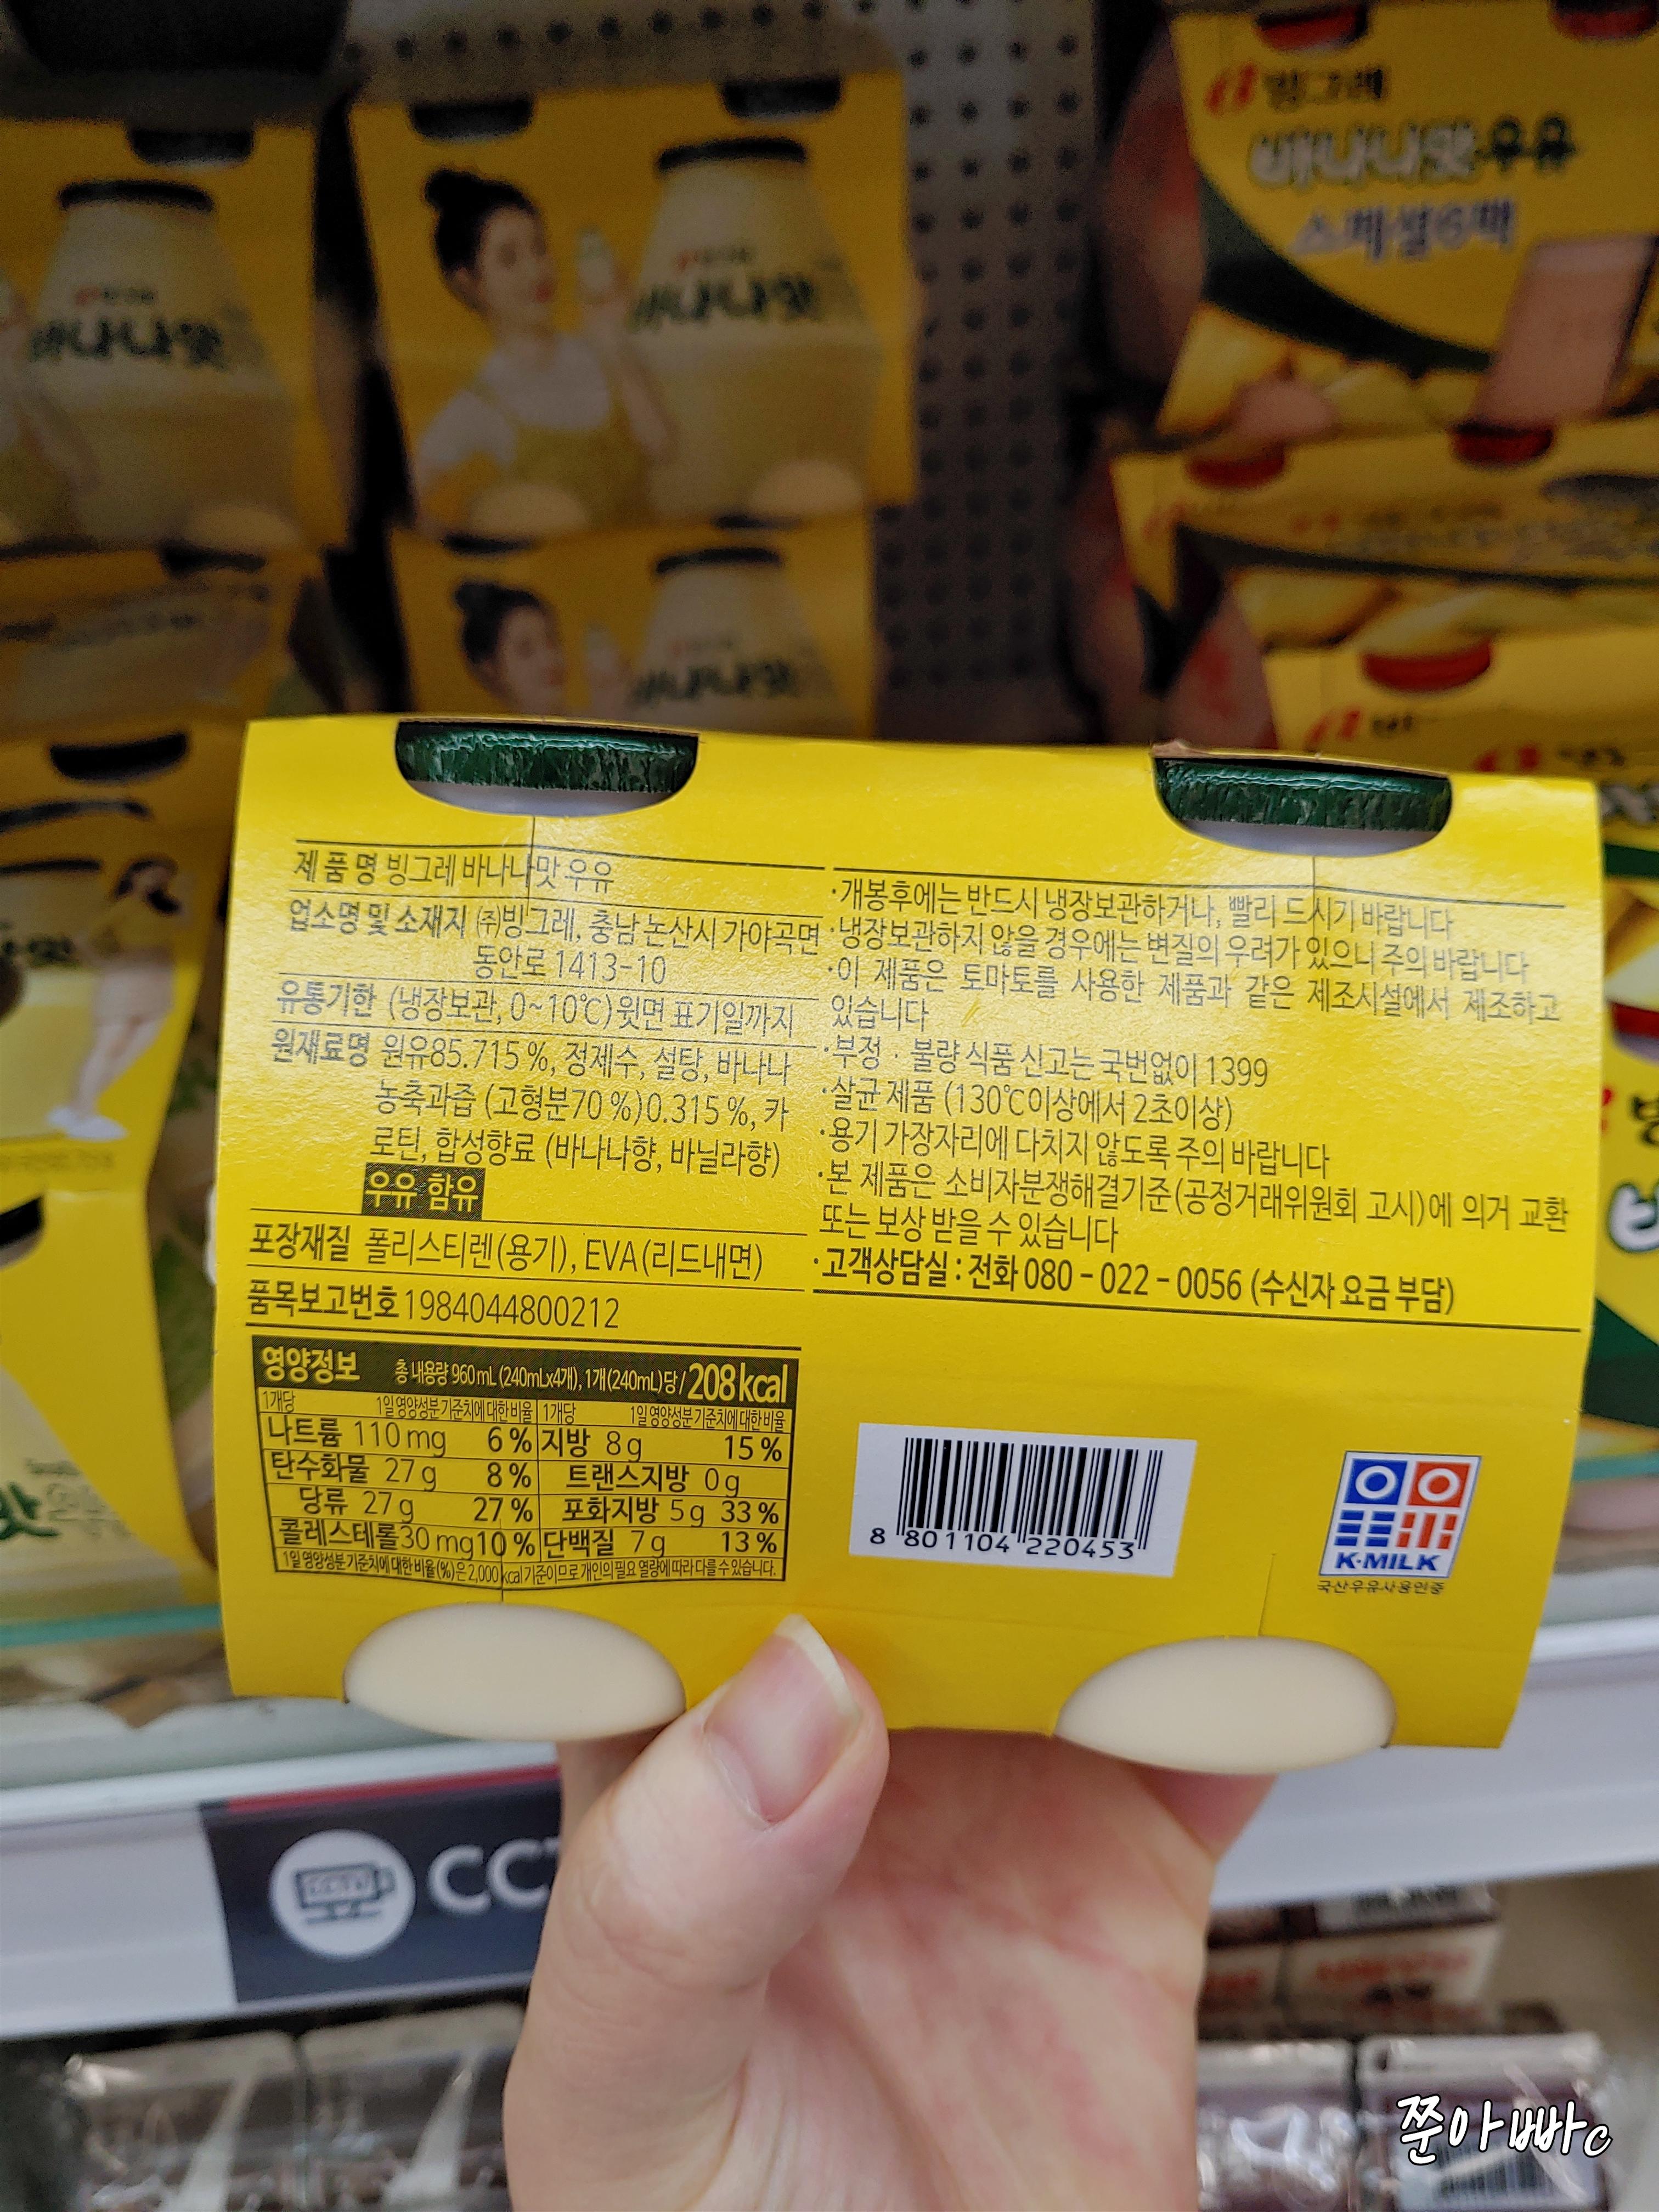 빙그레
바나나맛우유
스페셜6팩
바나나맛
바나나맛
바나나맛
제품명 빙그레 바나나맛 우유
업소명 및 소재지 ㈜빙그레, 충남 논산시 가야곡면
동안로 1413-10
유통기한 (냉장보관, 0~10℃)윗면 표기일까지
원재료명 원유85.715%, 정제수, 설탕, 바나나
농축과즙 (고형분70%)0.315%, 카
로틴, 합성향료 (바나나향, 바닐라향)
우유 함유
포장재질 폴리스티렌(용기), EVA(리드내면)
품목보고번호 1984044800212
·개봉후에는 반드시 냉장보관하거나, 빨리 드시기 바랍니다
·냉장보관하지 않을 경우에는 변질의 우려가 있으니 주의 바랍니다
·이 제품은 토마토를 사용한 제품과 같은 제조시설에서 제조하고
있습니다
·부정 · 불량 식품 신고는 국번없이 1399
·살균 제품 (130℃이상에서 2초이상)
·용기 가장자리에 다치지 않도록 주의 바랍니다
·본 제품은 소비자분쟁해결기준(공정거래위원회 고시)에 의거 교환
또는 보상 받을 수 있습니다
·고객상담실 : 전화 080 - 022 - 0056 (수신자 요금 부담)
영양정보 총 내용량 960mL (240mLx4개), 1개(240mL)당 / 208 kcal
1개당 1일 영양성분 기준치에 대한 비율 1개당 1일 영양성분 기준치에 대한 비율
나트륨 110 mg 6% 지방 8g 15%
탄수화물 27g 8% 트랜스지방 0g
당류 27g 27% 포화지방 5g 33%
콜레스테롤 30 mg 10% 단백질 7g 13%
1일 영양성분 기준치에 대한 비율(%)은 2,000 kcal 기준이므로 개인의 필요 열량에 따라 다를 수 있습니다.
8 801104 220453
K·MILK
국산우유사용인증
CCTV
CC
쭌아빠c